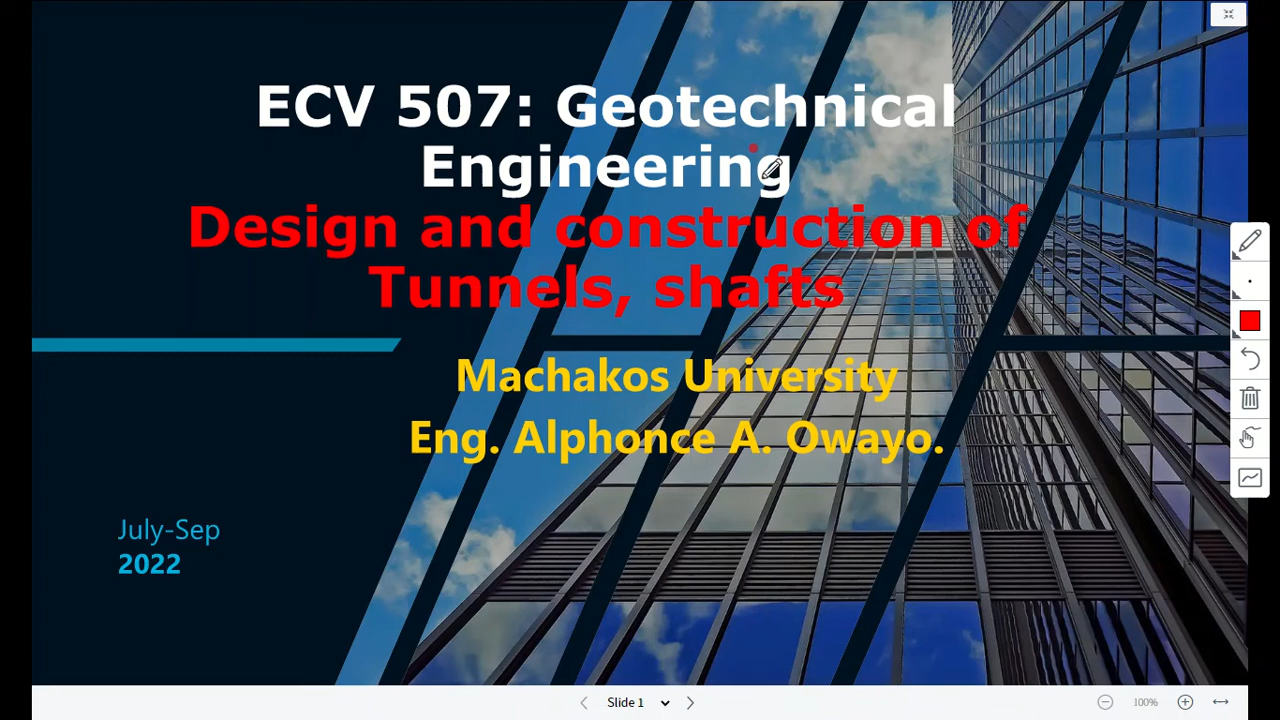 ECV 507: Geotechnical
Engineering
Design and construction of
Tunnels, shafts
Machakos University
Eng. Alphonce A. Owayo.
July-Sep
2022
Slide 1
100%